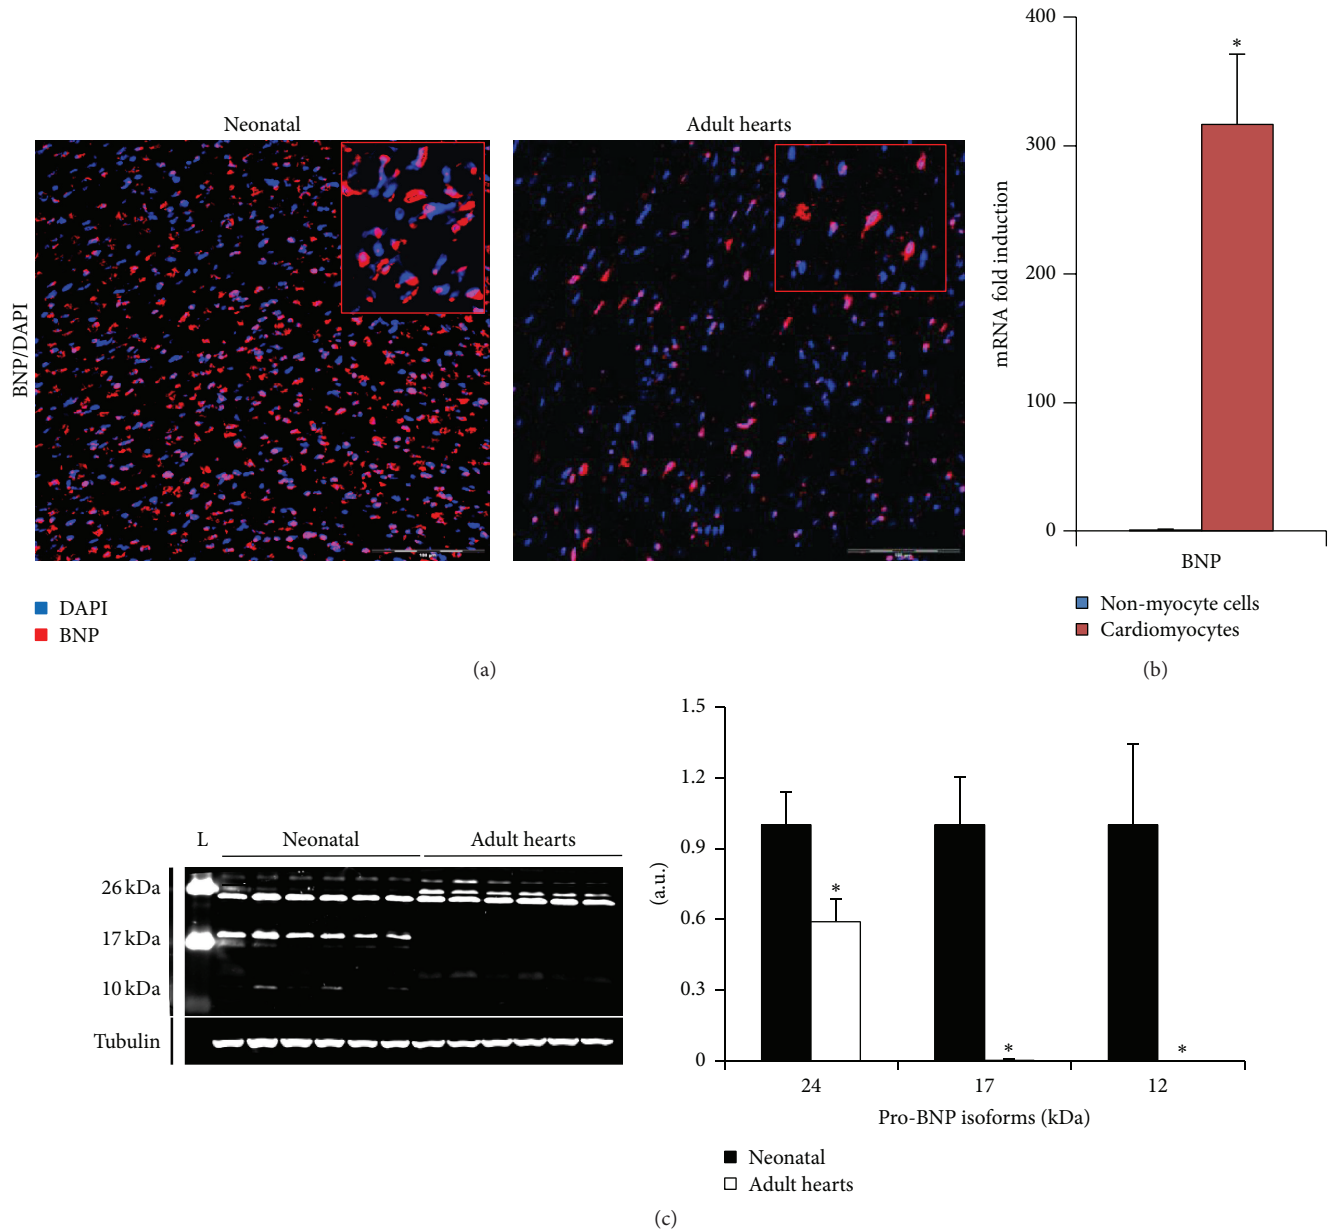 Neonatal
Adult hearts
BNP/DAPI
DAPI
BNP
(a)
400
300
200
100
0
mRNA fold induction
*
BNP
Non-myocyte cells
Cardiomyocytes
(b)
L
Neonatal
Adult hearts
26 kDa
17 kDa
10 kDa
Tubulin
1.5
1.2
0.9
0.6
0.3
0
(a.u.)
*
*
*
24
17
12
Pro-BNP isoforms (kDa)
Neonatal
Adult hearts
(c)